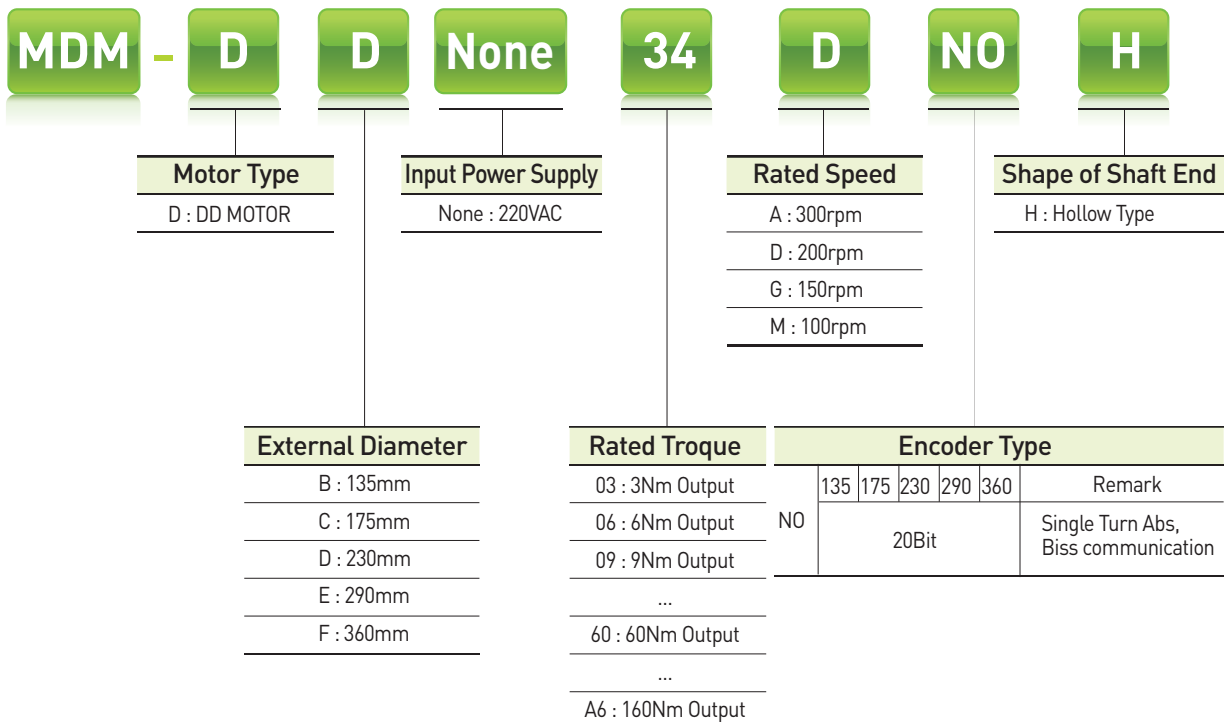 MDM - D D None 34 D NO H
Motor Type
D : DD MOTOR
Input Power Supply
None : 220VAC
Rated Speed
A : 300rpm
D : 200rpm
G : 150rpm
M : 100rpm
Shape of Shaft End
H : Hollow Type
External Diameter
B : 135mm
C : 175mm
D : 230mm
E : 290mm
F : 360mm
Rated Troque
03 : 3Nm Output
06 : 6Nm Output
09 : 9Nm Output
...
60 : 60Nm Output
...
A6 : 160Nm Output
Encoder Type
135 175 230 290 360 Remark
NO 20Bit Single Turn Abs,
Biss communication